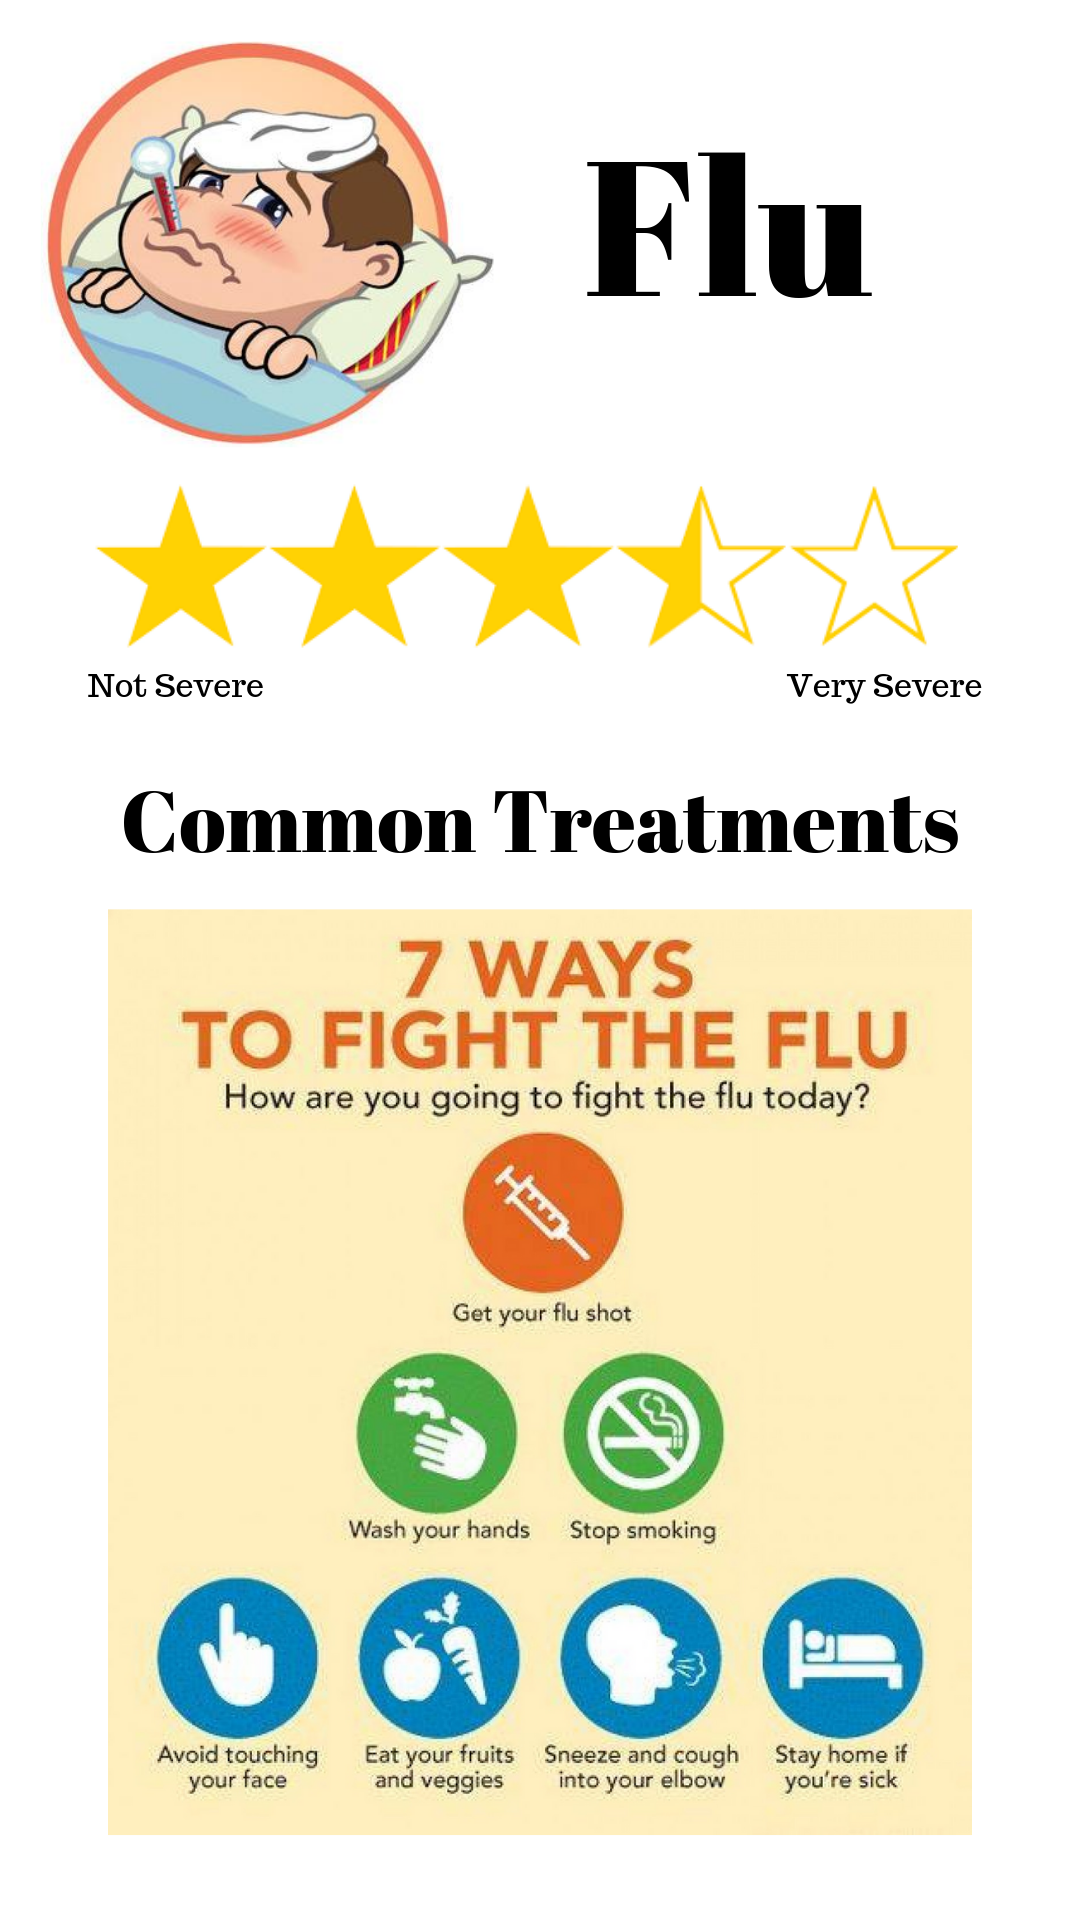 Flu
Not Severe
Very Severe
Common Treatments
7 WAYS
TO FIGHT THE FLU
How are you going to fight the flu today?
Get your flu shot
Wash your hands
Stop smoking
Avoid touching
your face
Eat your fruits
and veggies
Sneeze and cough
into your elbow
Stay home if
you're sick